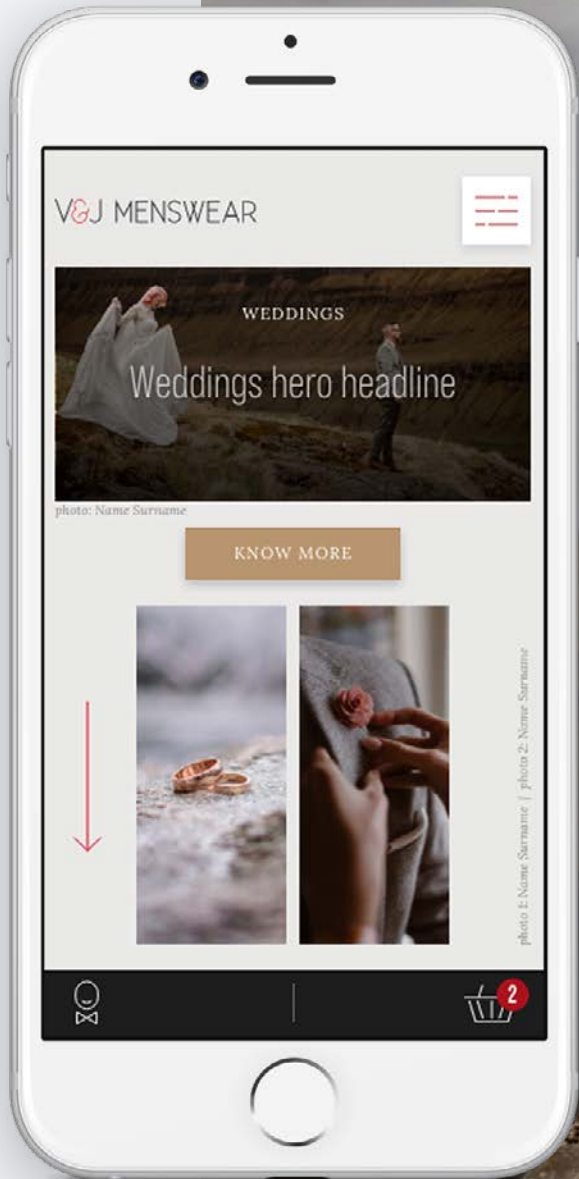 V&J MENSWEAR
WEDDINGS
Weddings hero headline
photo: Name Surname
KNOW MORE
photo 1: Name Surname | photo 2: Name Surname
2